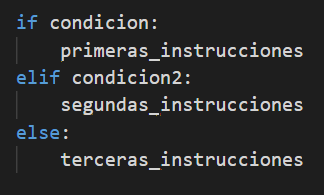 if condicion:
    primeras_instrucciones
elif condicion2:
    segundas_instrucciones
else:
    terceras_instrucciones